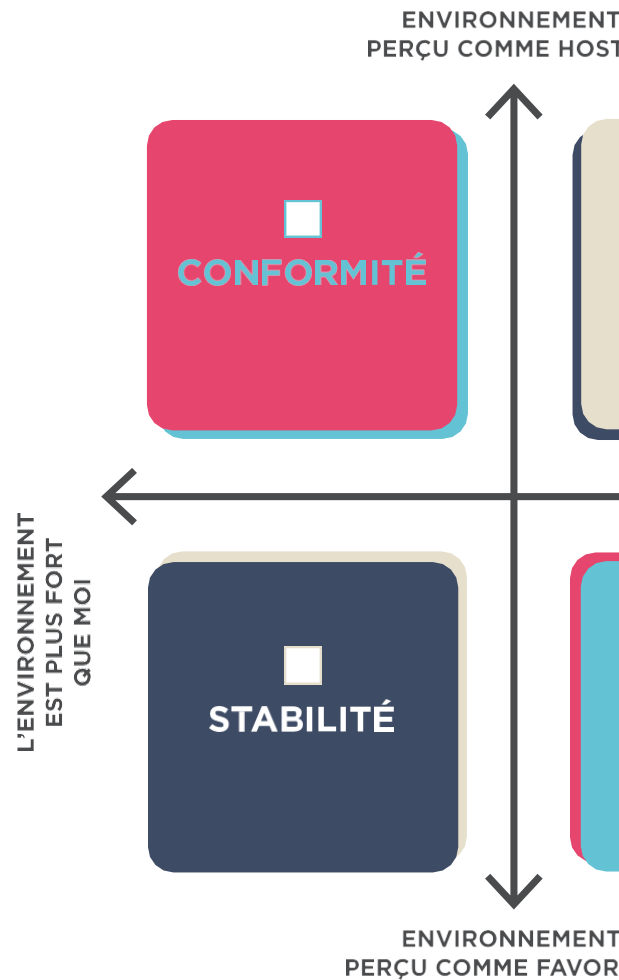 ENVIRONNEMENT
PERÇU COMME HOST
CONFORMITÉ
L'ENVIRONNEMENT
EST PLUS FORT
QUE MOI
STABILITÉ
ENVIRONNEMENT
PERÇU COMME FAVOR